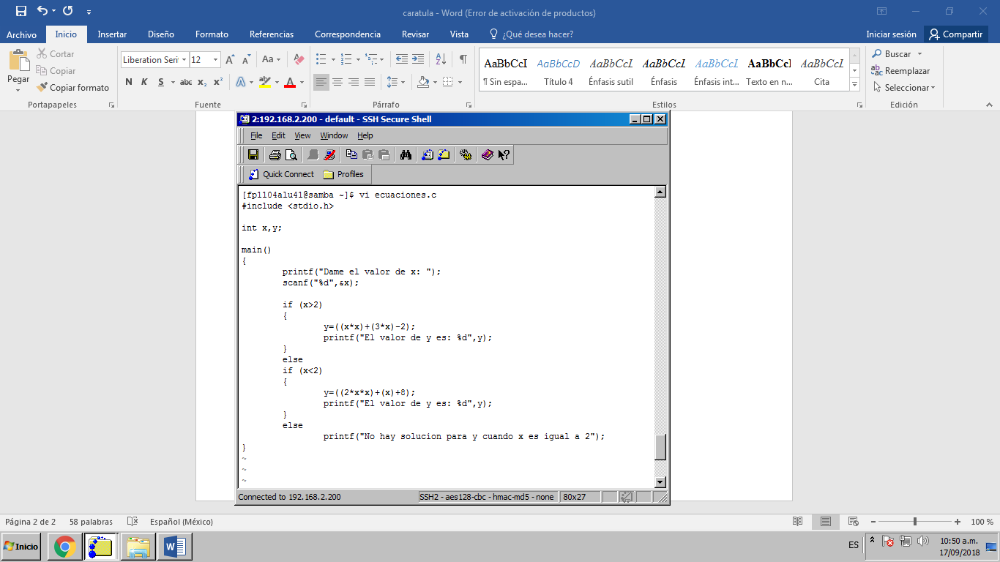 caratula - Word (Error de activación de productos)
Archivo Inicio Insertar Diseño Formato Referencias Correspondencia Revisar Vista ¿Qué desea hacer? Iniciar sesión Compartir
Pegar
Cortar
Copiar
Copiar formato
Portapapeles
Liberation Seri 12
N K S abc x₂ x² A A
Fuente
Párrafo
AaBbCcI AaBbCcD AaBbCcL AaBbCcL AaBbCcL AaBbCcI AaBbCcL
¶ Sin espa... Título 4 Énfasis sutil Énfasis Énfasis int... Texto en n... Cita
Estilos
Buscar
Reemplazar
Seleccionar
Edición
2:192.168.2.200 - default - SSH Secure Shell
File Edit View Window Help
Quick Connect Profiles
[fp1104alu41@samba ~]$ vi ecuaciones.c
#include <stdio.h>
int x,y;
main()
{
printf("Dame el valor de x: ");
scanf("%d",&x);
if (x>2)
{
y=((x*x)+(3*x)-2);
printf("El valor de y es: %d",y);
}
else
if (x<2)
{
y=((2*x*x)+(x)+8);
printf("El valor de y es: %d",y);
}
else
printf("No hay solucion para y cuando x es igual a 2");
}
~
~
~
Connected to 192.168.2.200 SSH2 - aes128-cbc - hmac-md5 - none 80x27
Página 2 de 2 58 palabras Español (México) 100 %
Inicio ES 10:50 a.m.
17/09/2018